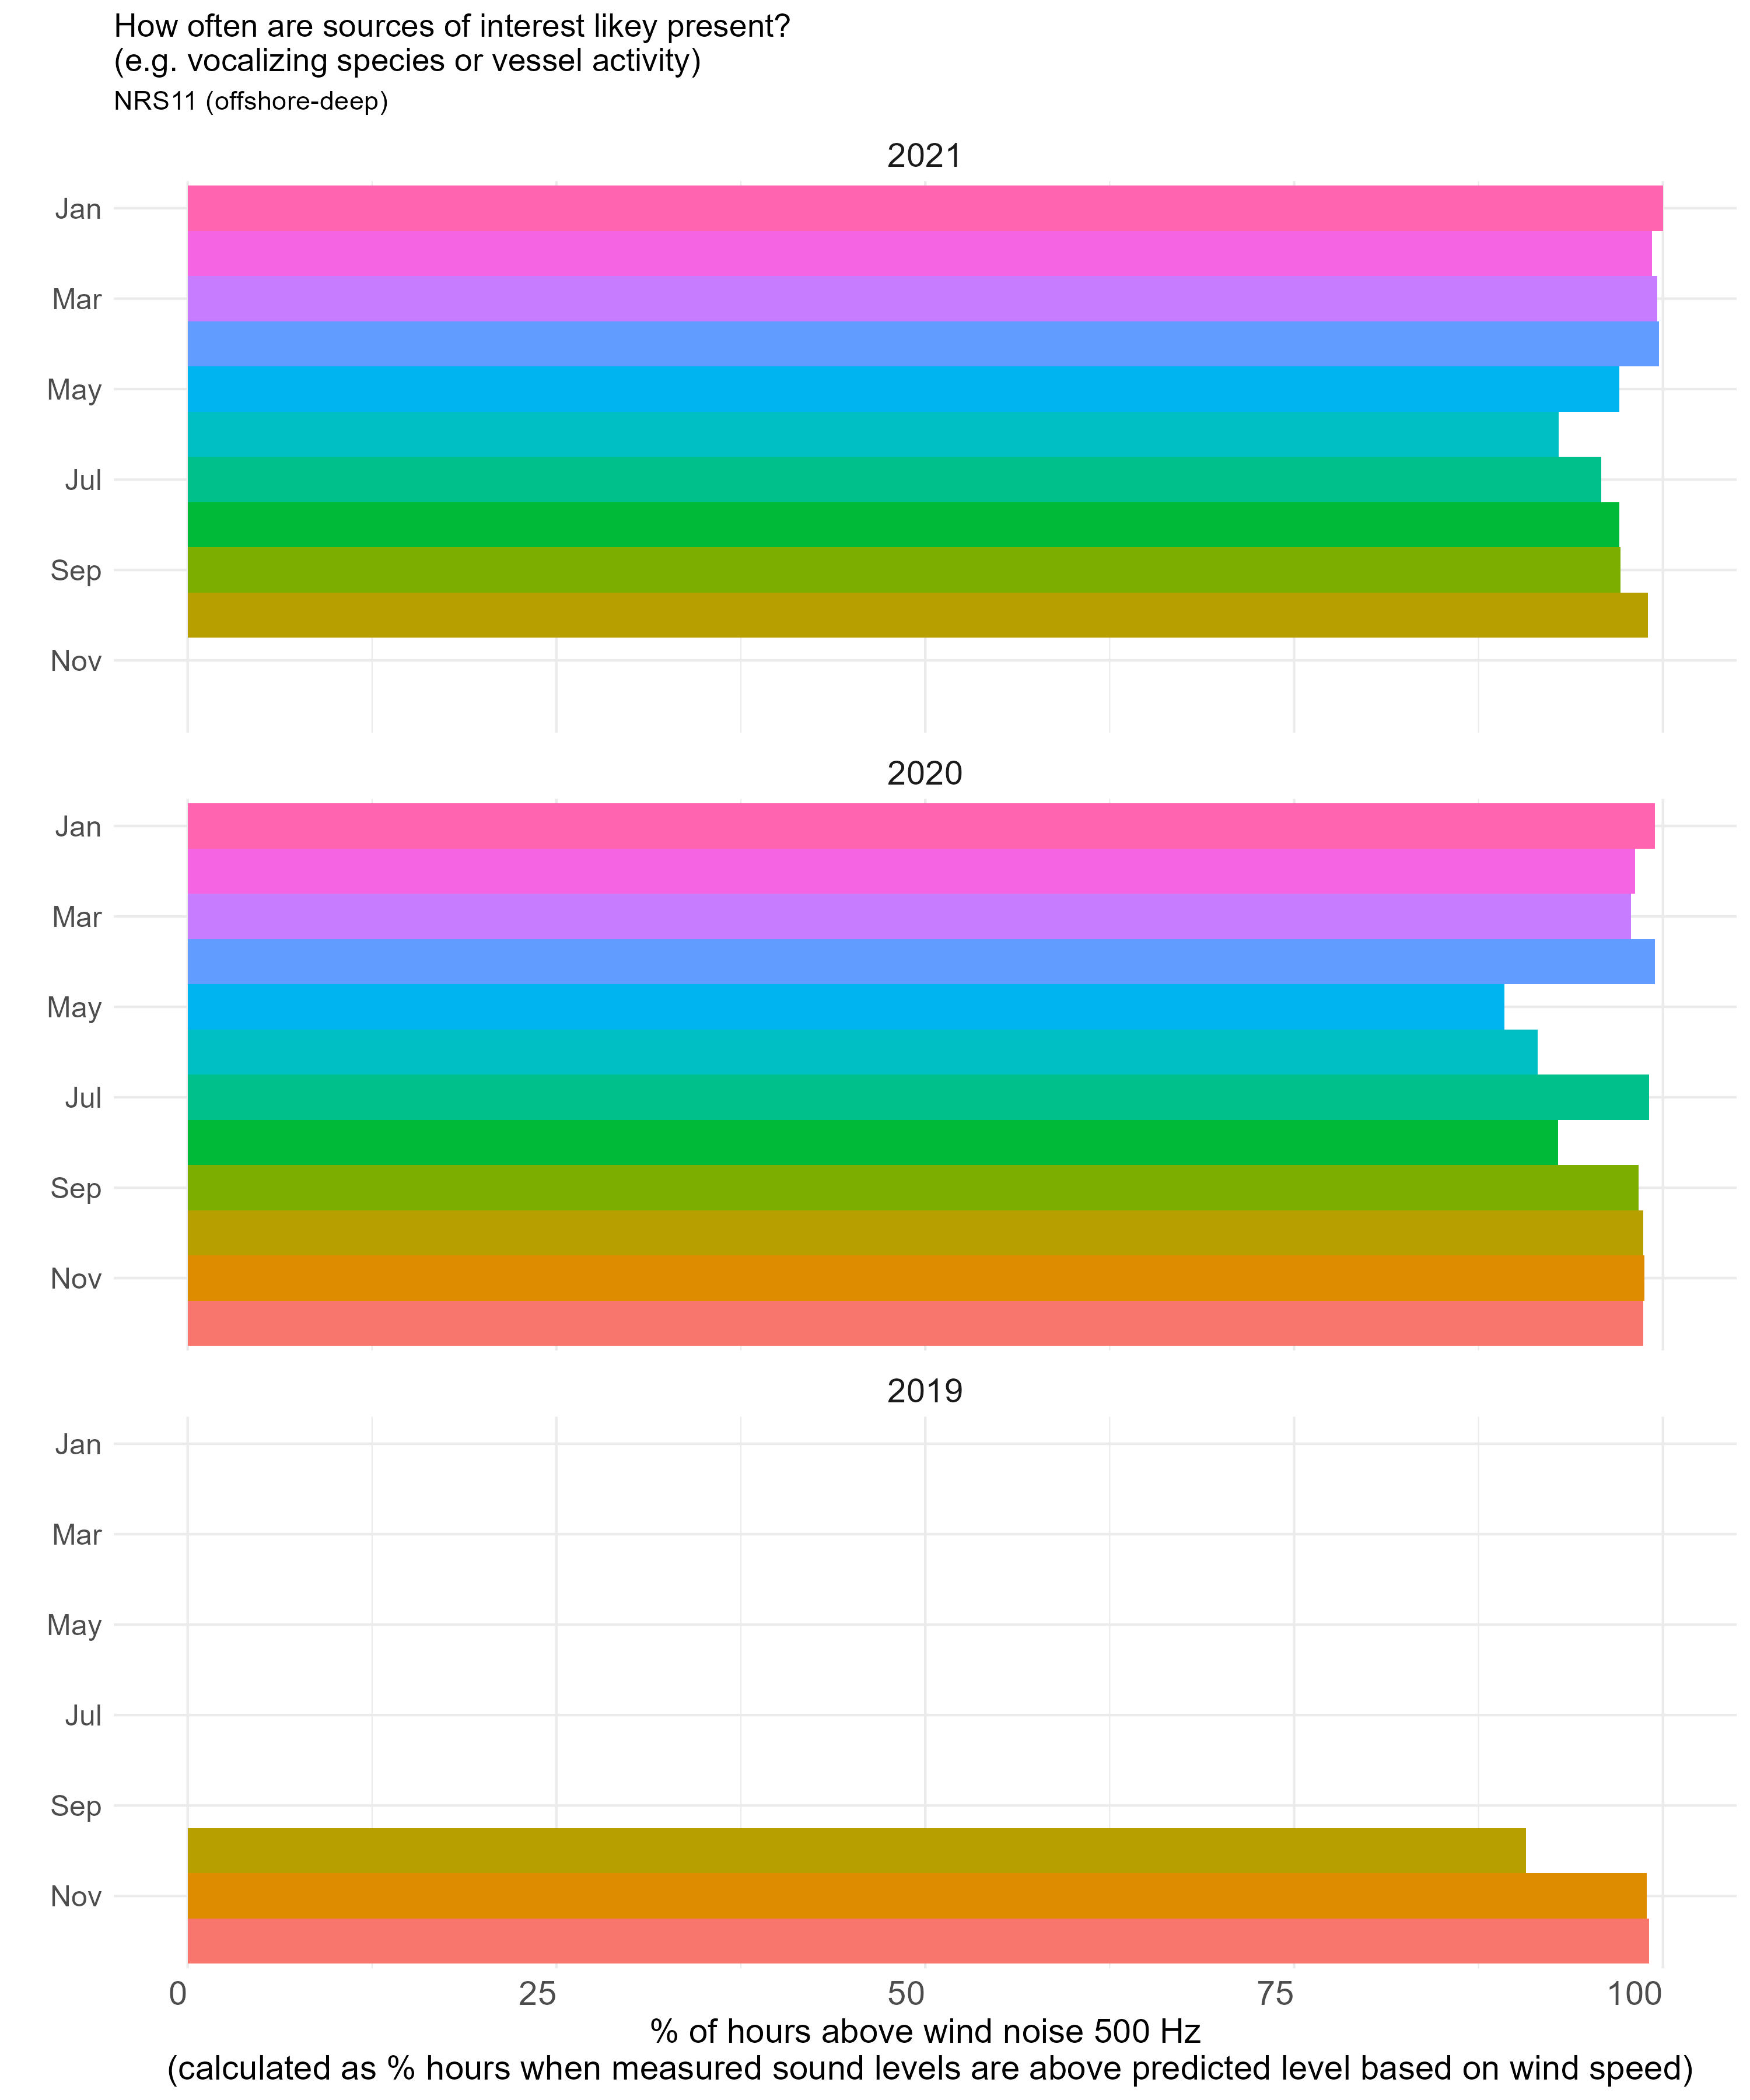 How often are sources of interest likey present?
(e.g. vocalizing species or vessel activity)
NRS11 (offshore-deep)
2021
Jan
Mar
May
Jul
Sep
Nov
2020
Jan
Mar
May
Jul
Sep
Nov
2019
Jan
Mar
May
Jul
Sep
Nov
0 25 50 75 100
% of hours above wind noise 500 Hz
(calculated as % hours when measured sound levels are above predicted level based on wind speed)